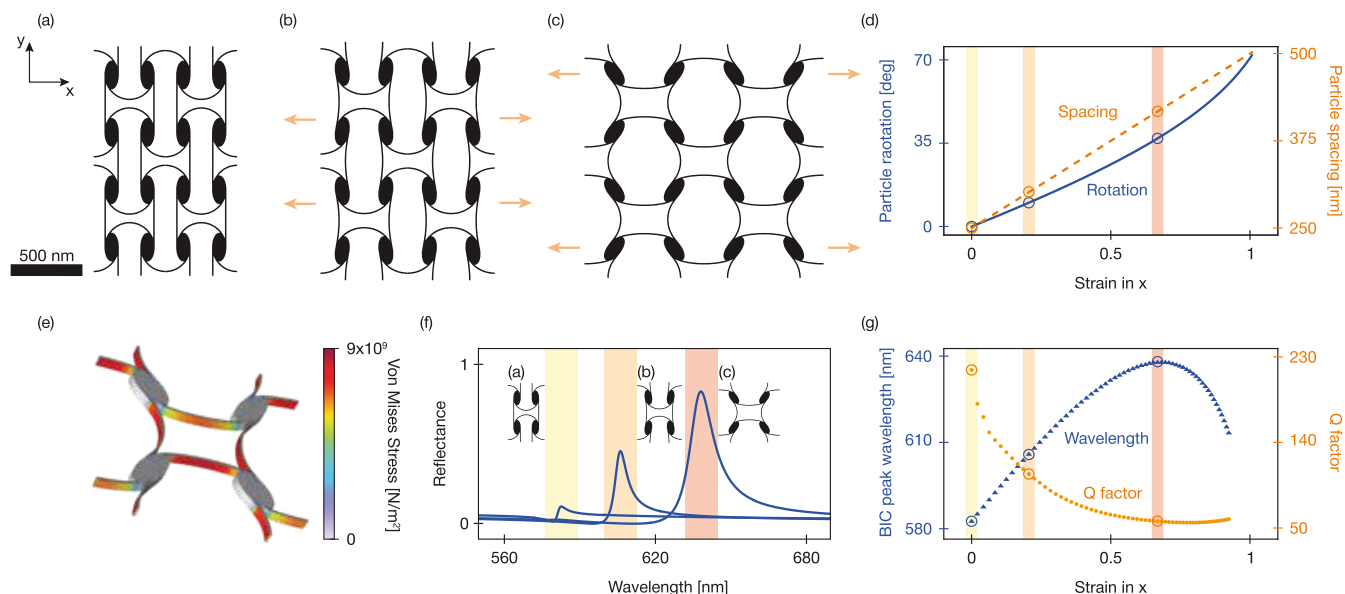 (a)
y
x
500 nm
(b)
(c)
(d)
Particle raotation [deg]
70
35
0
Spacing
Rotation
500
375
250
Particle spacing [nm]
0
0.5
1
Strain in x
(e)
9x10⁹
0
Von Mises Stress [N/m²]
(f)
Reflectance
1
0
(a)
(b)
(c)
560
620
680
Wavelength [nm]
(g)
BIC peak wavelength [nm]
640
610
580
Wavelength
Q factor
230
140
50
Q factor
0
0.5
1
Strain in x